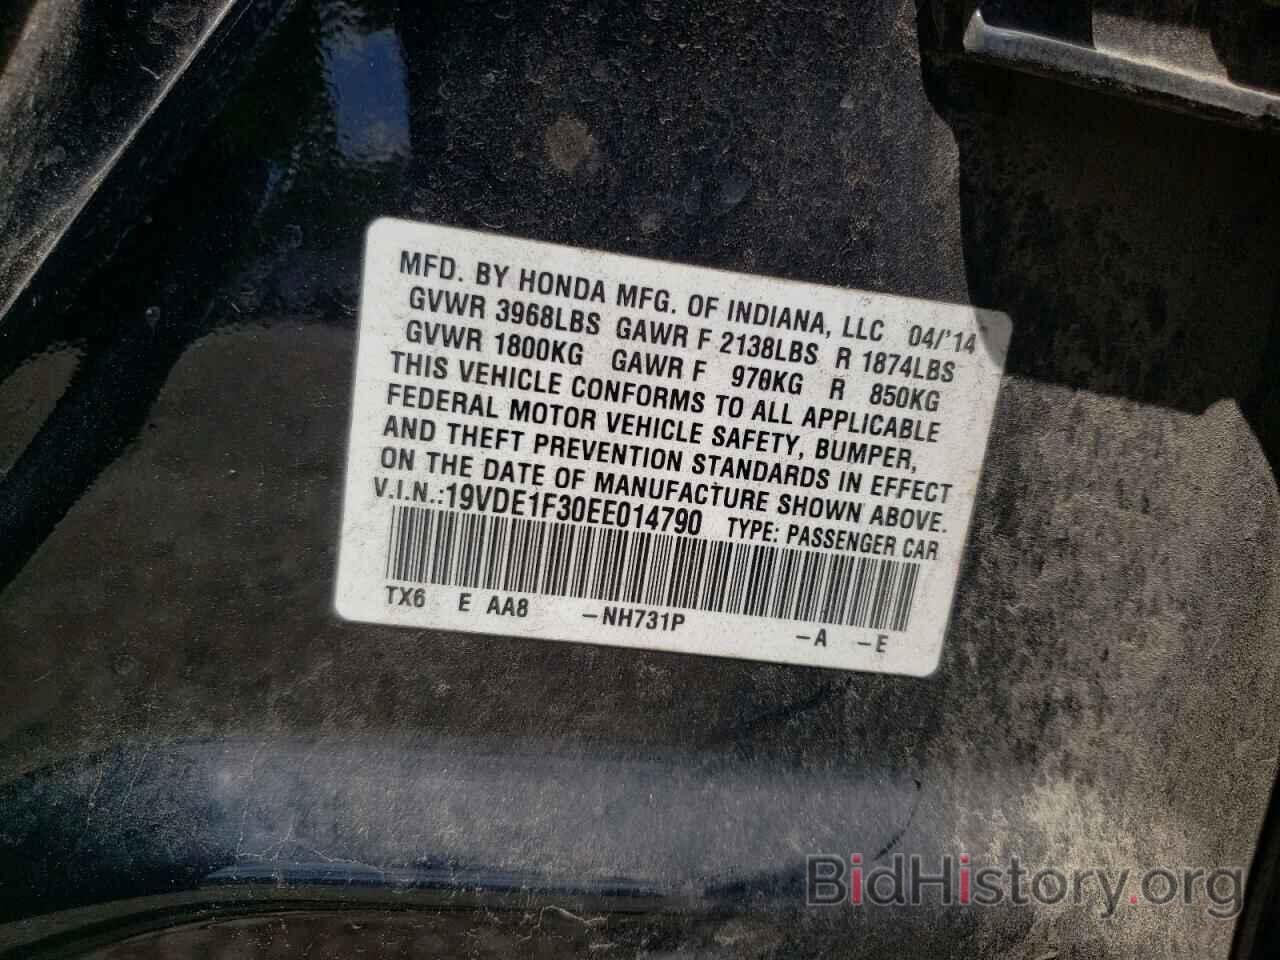 MFD. BY HONDA MFG. OF INDIANA, LLC 04/'14
GVWR 3968LBS GAWR F 2138LBS R 1874LBS
GVWR 1800KG GAWR F 970KG R 850KG
THIS VEHICLE CONFORMS TO ALL APPLICABLE
FEDERAL MOTOR VEHICLE SAFETY, BUMPER,
AND THEFT PREVENTION STANDARDS IN EFFECT
ON THE DATE OF MANUFACTURE SHOWN ABOVE.
V.I.N.:19VDE1F30EE014790 TYPE: PASSENGER CAR
TX6 E AA8 –NH731P –A –E
BidHistory.org